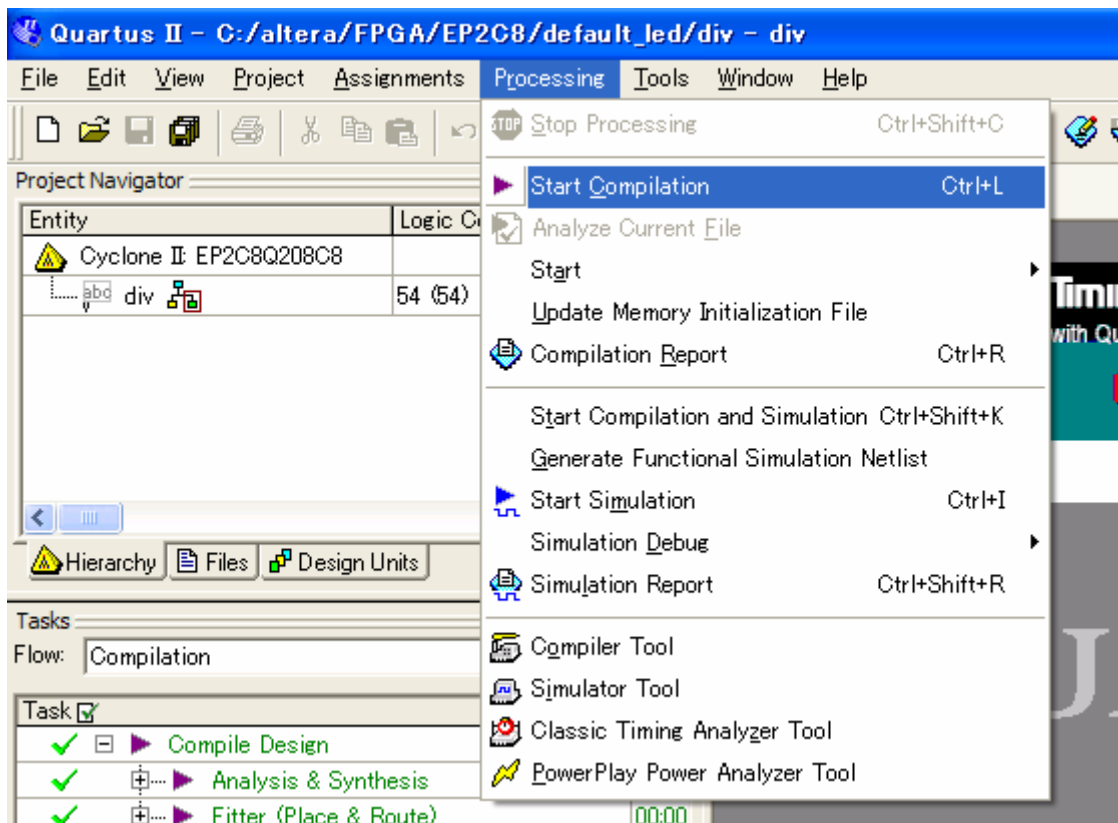 Quartus II - C:/altera/FPGA/EP2C8/default_led/div - div
File Edit View Project Assignments Processing Tools Window Help
Project Navigator
Entity Logic
Cyclone II: EP2C8Q208C8
abc div 54 (54)
Hierarchy Files Design Units
Tasks
Flow: Compilation
Task
Compile Design
Analysis & Synthesis
Fitter (Place & Route) 00:00
STOP Stop Processing Ctrl+Shift+C
Start Compilation Ctrl+L
Analyze Current File
Start
Update Memory Initialization File
Compilation Report Ctrl+R
Start Compilation and Simulation Ctrl+Shift+K
Generate Functional Simulation Netlist
Start Simulation Ctrl+I
Simulation Debug
Simulation Report Ctrl+Shift+R
Compiler Tool
Simulator Tool
Classic Timing Analyzer Tool
PowerPlay Power Analyzer Tool
with